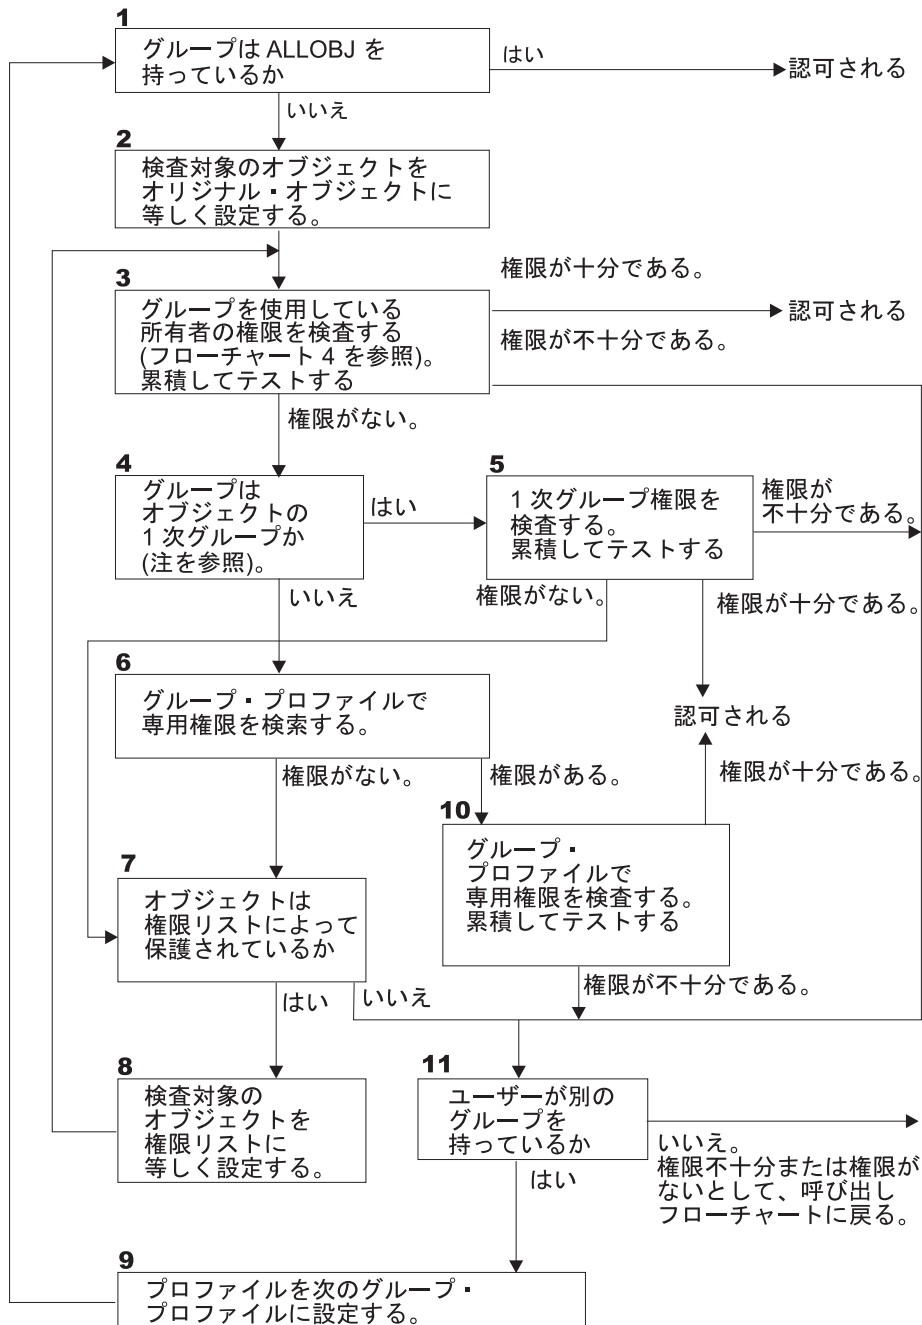 1
グループは ALLOBJ を
持っているか
はい
認可される
いいえ
2
検査対象のオブジェクトを
オリジナル・オブジェクトに
等しく設定する。
3
権限が十分である。
グループを使用している
所有者の権限を検査する
(フローチャート 4 を参照)。
累積してテストする
認可される
権限が不十分である。
権限がない。
4
グループは
オブジェクトの
1 次グループか
(注を参照)。
はい
5
1 次グループ権限を
検査する。
累積してテストする
権限が
不十分である。
いいえ
権限がない。
権限が十分である。
6
グループ・プロファイルで
専用権限を検索する。
認可される
権限がない。
権限がある。
権限が十分である。
10
グループ・
プロファイルで
専用権限を検査する。
累積してテストする
7
オブジェクトは
権限リストによって
保護されているか
権限が不十分である。
はい
いいえ
8
検査対象の
オブジェクトを
権限リストに
等しく設定する。
11
ユーザーが別の
グループを
持っているか
いいえ。
権限不十分または権限が
ないとして、呼び出し
フローチャートに戻る。
はい
9
プロファイルを次のグループ・
プロファイルに設定する。